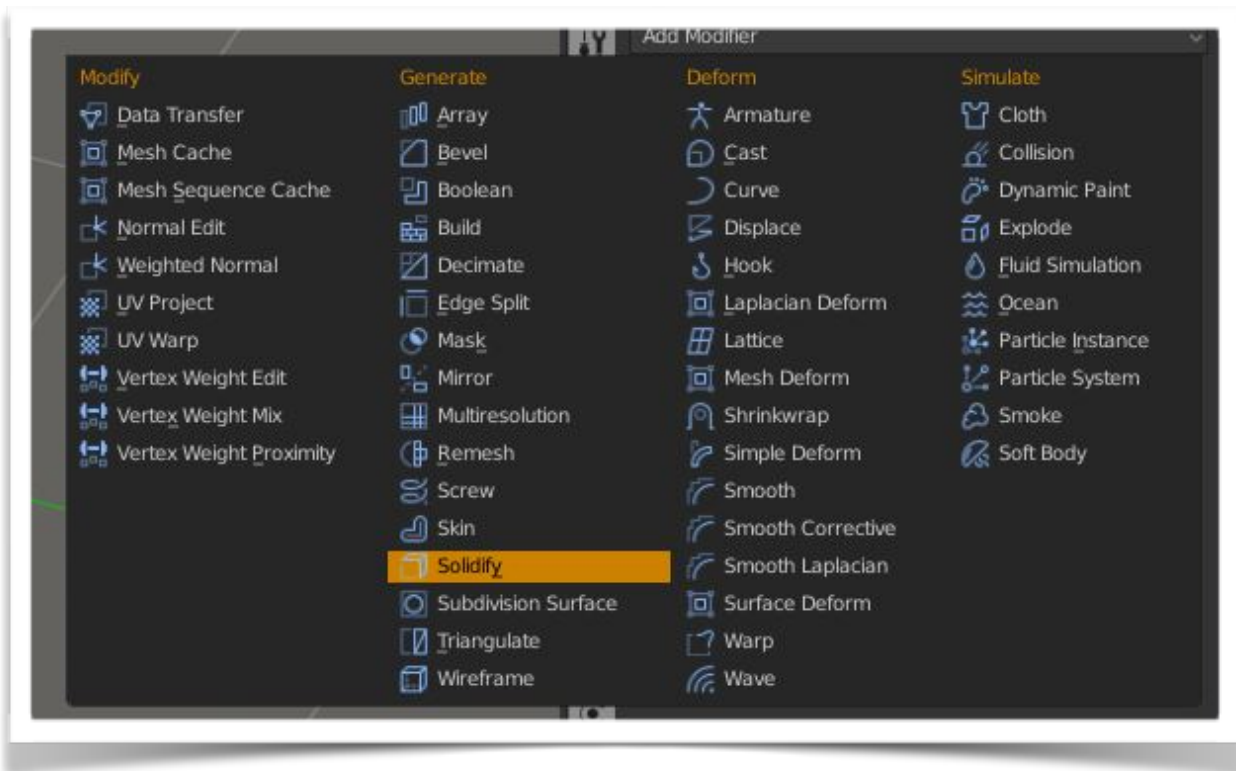 Add Modifier
Modify
Data Transfer
Mesh Cache
Mesh Sequence Cache
Normal Edit
Weighted Normal
UV Project
UV Warp
Vertex Weight Edit
Vertex Weight Mix
Vertex Weight Proximity
Generate
Array
Bevel
Boolean
Build
Decimate
Edge Split
Mask
Mirror
Multiresolution
Remesh
Screw
Skin
Solidify
Subdivision Surface
Triangulate
Wireframe
Deform
Armature
Cast
Curve
Displace
Hook
Laplacian Deform
Lattice
Mesh Deform
Shrinkwrap
Simple Deform
Smooth
Smooth Corrective
Smooth Laplacian
Surface Deform
Warp
Wave
Simulate
Cloth
Collision
Dynamic Paint
Explode
Fluid Simulation
Ocean
Particle Instance
Particle System
Smoke
Soft Body